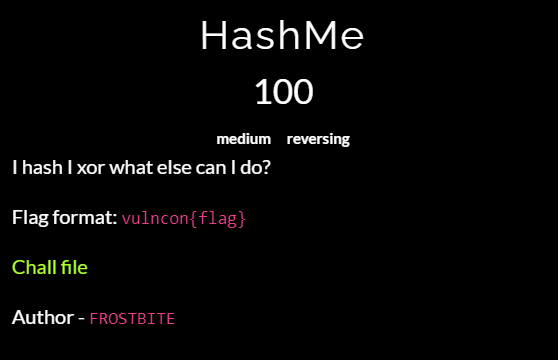 HashMe
100
medium reversing
I hash I xor what else can I do?
Flag format: vulncon{flag}
Chall file
Author - FROSTBITE